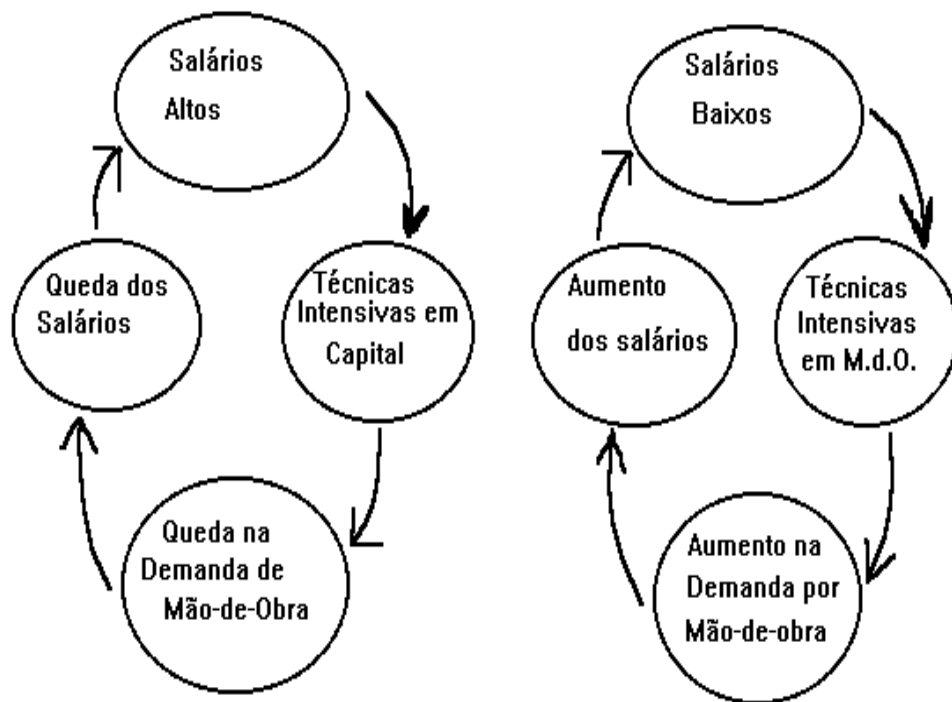 Salários
Altos
Técnicas
Intensivas em
Capital
Queda na
Demanda de
Mão-de-Obra
Queda dos
Salários
Salários
Baixos
Técnicas
Intensivas
em M.d.O.
Aumento na
Demanda por
Mão-de-obra
Aumento
dos salários